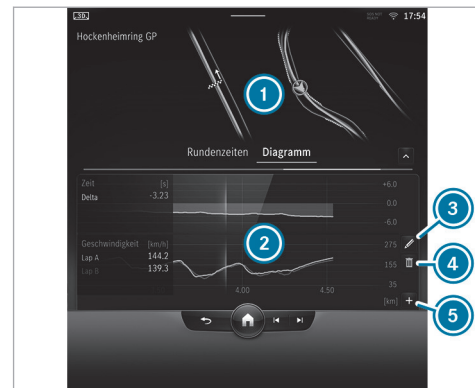 3D
17:54
Hockenheimring GP
1
Rundenzeiten Diagramm
Zeit [s]
Delta -3.23
+6.0
0.0
-6.0
2
3
Geschwindigkeit [km/h]
275
Lap A 144.2
155
4
Lap B 139.3
35
4.00 4.50
[km]
5